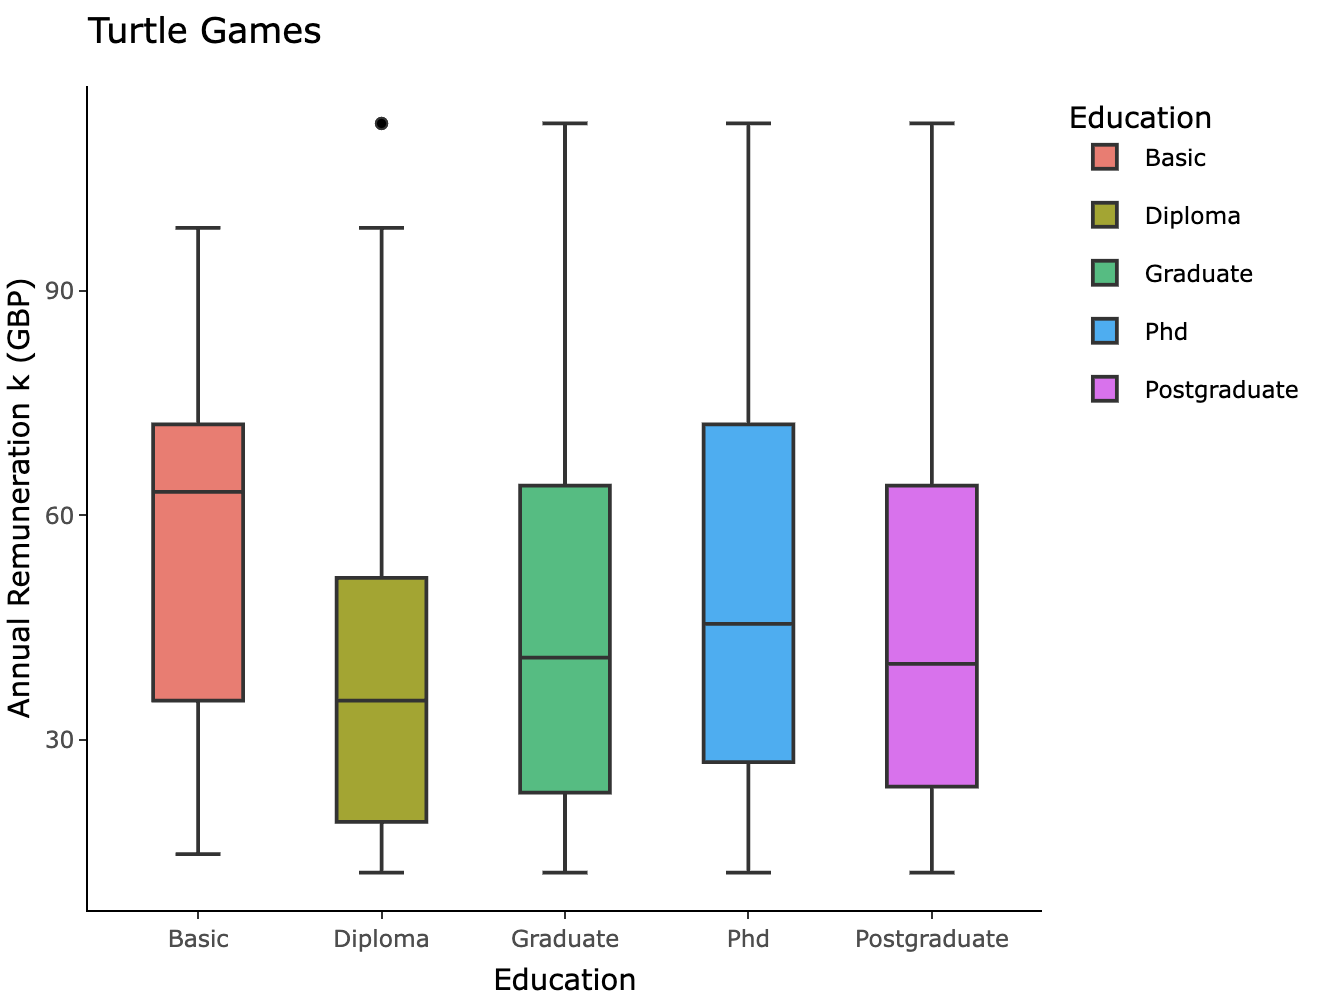 Turtle Games
Annual Remuneration k (GBP)
90
60
30
Basic
Diploma
Graduate
Phd
Postgraduate
Education
Education
Basic
Diploma
Graduate
Phd
Postgraduate